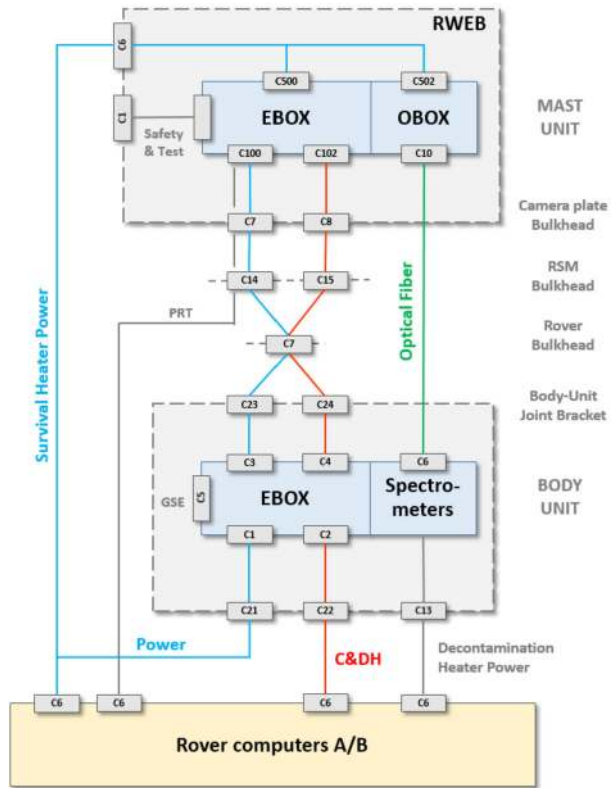 RWEB
C6
C500
C502
C1
Safety
& Test
EBOX
OBOX
MAST
UNIT
C100
C102
C10
C7
C8
Camera plate
Bulkhead
C14
C15
RSM
Bulkhead
PRT
C7
Rover
Bulkhead
Survival Heater Power
Optical Fiber
C23
C24
Body-Unit
Joint Bracket
C3
C4
C6
GSE
C5
EBOX
Spectro-
meters
BODY
UNIT
C1
C2
C21
C22
C13
Power
C&DH
Decontamination
Heater Power
C6
C6
C6
C6
Rover computers A/B